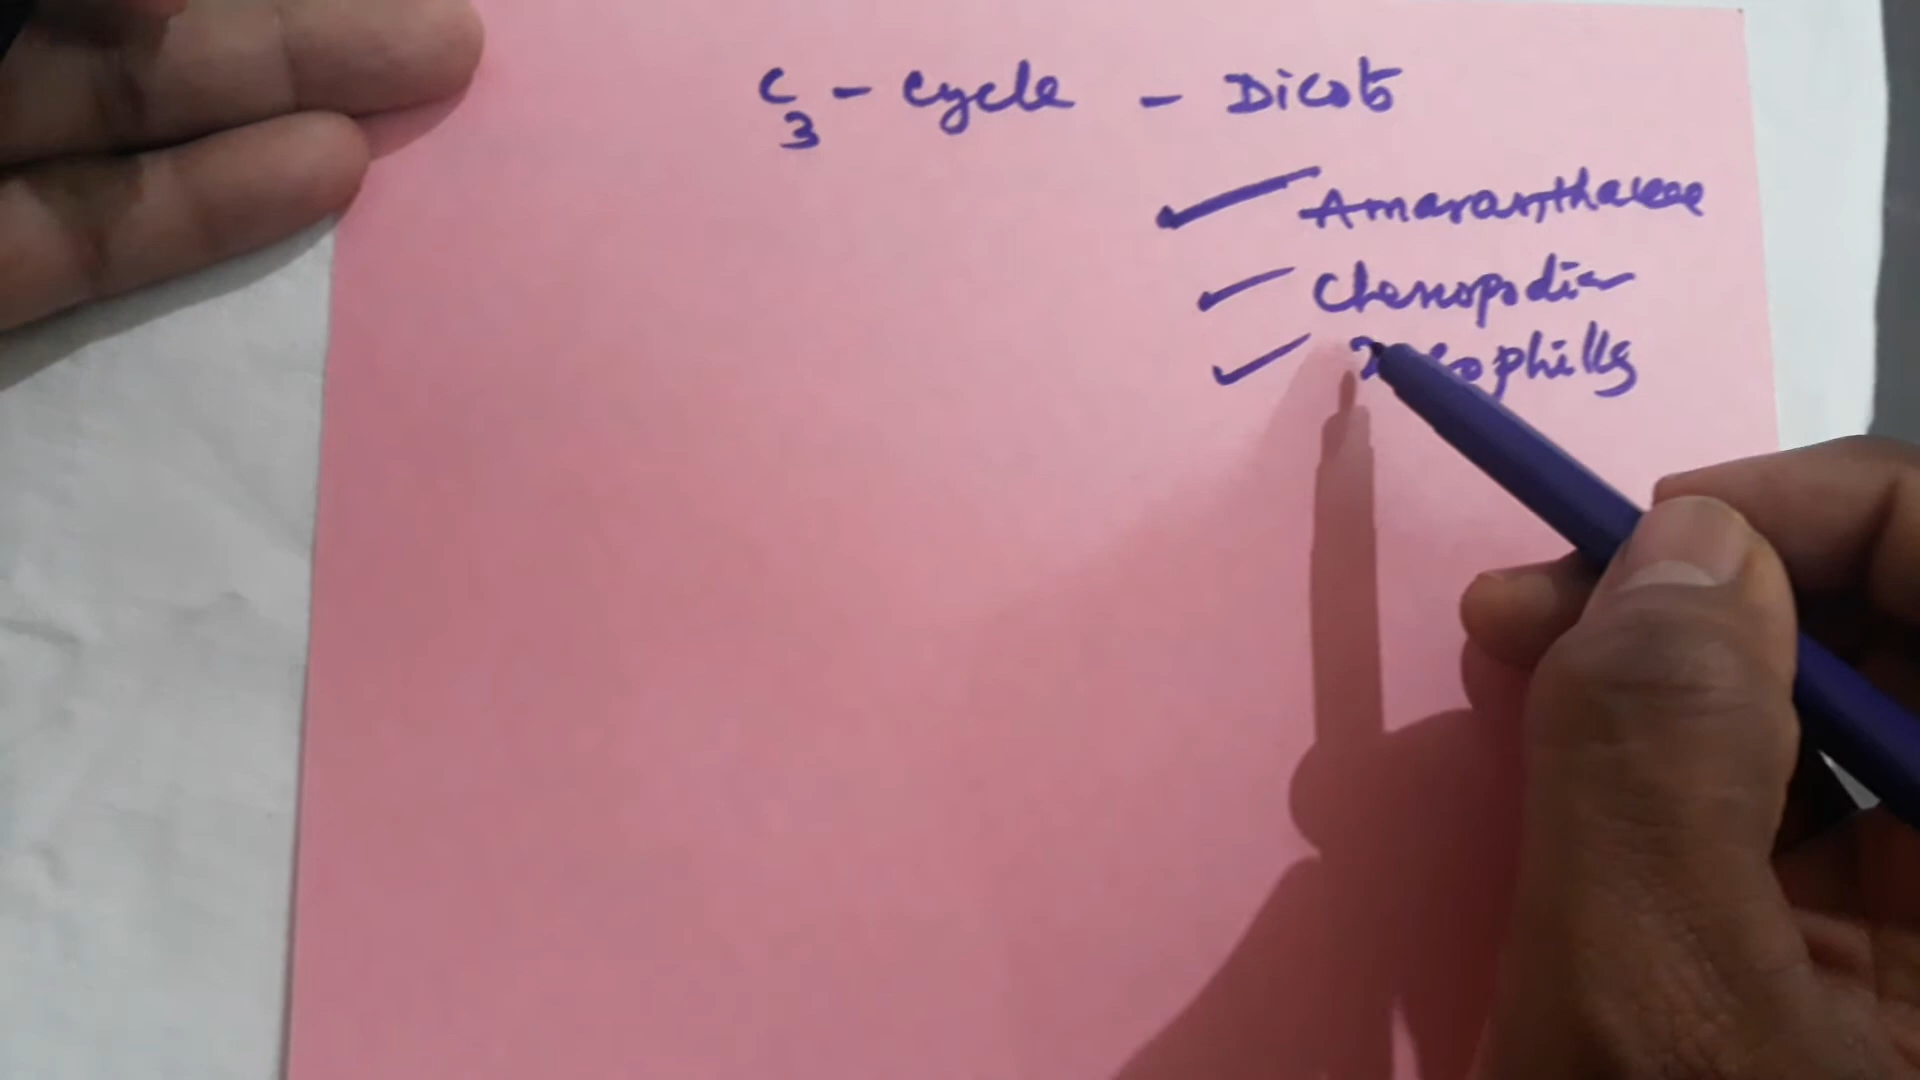 C3 - Cycle - Dicots
Amaranthaceae
Chenopodia